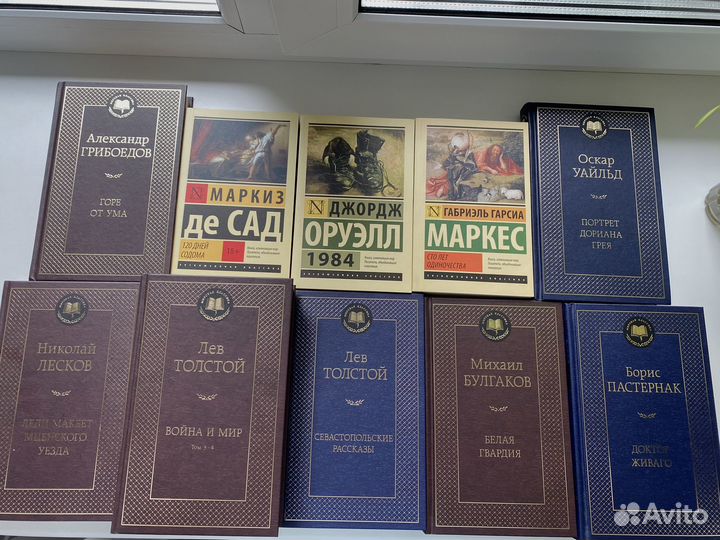 Александр
ГРИБОЕДОВ
ГОРЕ
ОТ УМА
МАРКИЗ
де САД
120 ДНЕЙ
СОДОМА
18+
ДЖОРДЖ
ОРУЭЛЛ
1984
ГАБРИЭЛЬ ГАРСИА
МАРКЕС
СТО ЛЕТ
ОДИНОЧЕСТВА
Оскар
УАЙЛЬД
ПОРТРЕТ
ДОРИАНА
ГРЕЯ
Николай
ЛЕСКОВ
ЛЕДИ МАКБЕТ
МЦЕНСКОГО
УЕЗДА
Лев
ТОЛСТОЙ
ВОЙНА И МИР
Том 3-4
Лев
ТОЛСТОЙ
СЕВАСТОПОЛЬСКИЕ
РАССКАЗЫ
Михаил
БУЛГАКОВ
БЕЛАЯ
ГВАРДИЯ
Борис
ПАСТЕРНАК
ДОКТОР
ЖИВАГО
Avito